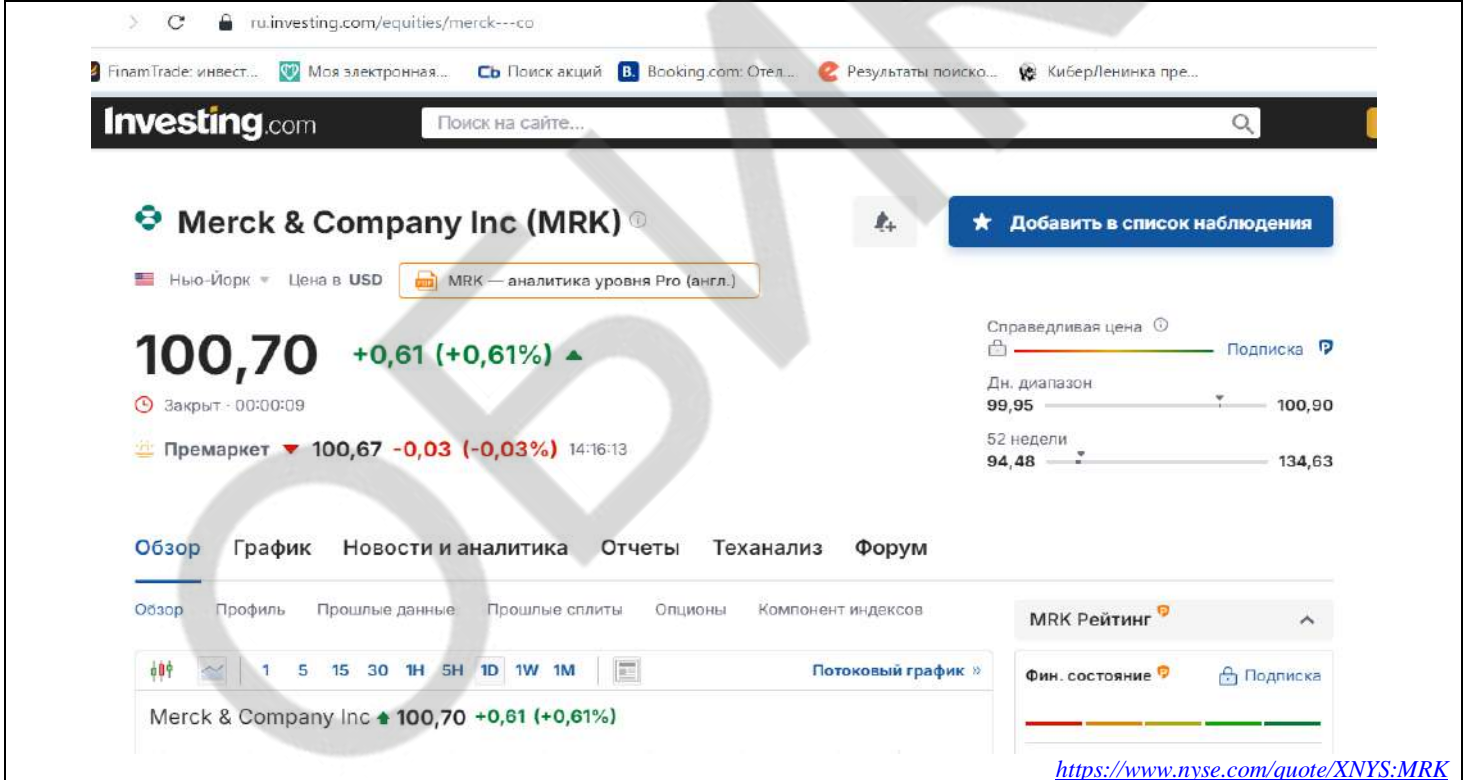 ru.investing.com/equities/merck---co
FinamTrade: инвест... Моя электронная... Cb Поиск акций B. Booking.com: Отел... Результаты поиско... КиберЛенинка пре...
Investing.com Поиск на сайте...
Merck & Company Inc (MRK)
Добавить в список наблюдения
Нью-Йорк Цена в USD MRK — аналитика уровня Pro (англ.)
Справедливая цена
100,70 +0,61 (+0,61%)
Подписка
Дн. диапазон
Закрыт · 00:00:09
99,95 100,90
52 недели
Премаркет 100,67 -0,03 (-0,03%) 14:16:13
94,48 134,63
Обзор График Новости и аналитика Отчеты Теханализ Форум
Обзор Профиль Прошлые данные Прошлые сплиты Опционы Компонент индексов
MRK Рейтинг
1 5 15 30 1H 5H 1D 1W 1M Потоковый график »
Фин. состояние Подписка
Merck & Company Inc 100,70 +0,61 (+0,61%)
https://www.nyse.com/quote/XNYS:MRK